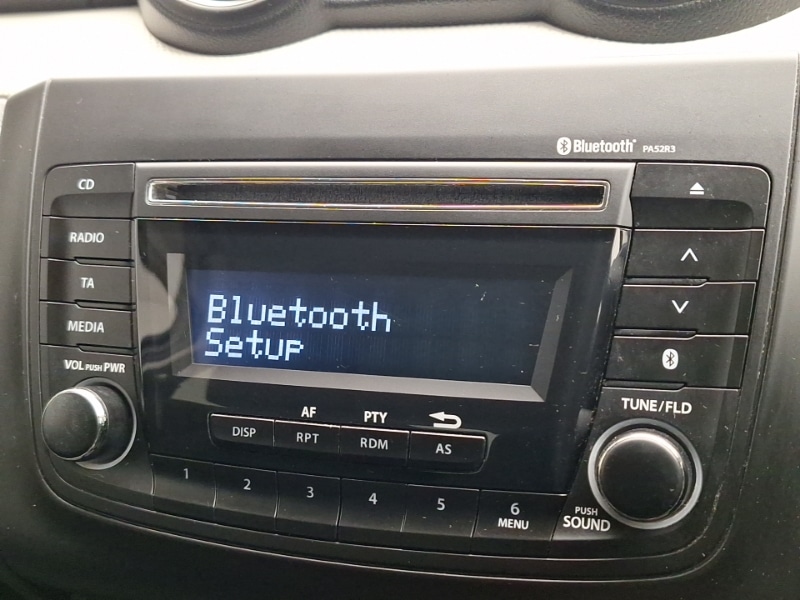 Bluetooth PA52R3
CD
RADIO
TA
MEDIA
VOL PUSH PWR
Bluetooth
Setup
AF PTY
DISP RPT RDM AS
1 2 3 4 5 6
MENU
TUNE/FLD
PUSH
SOUND